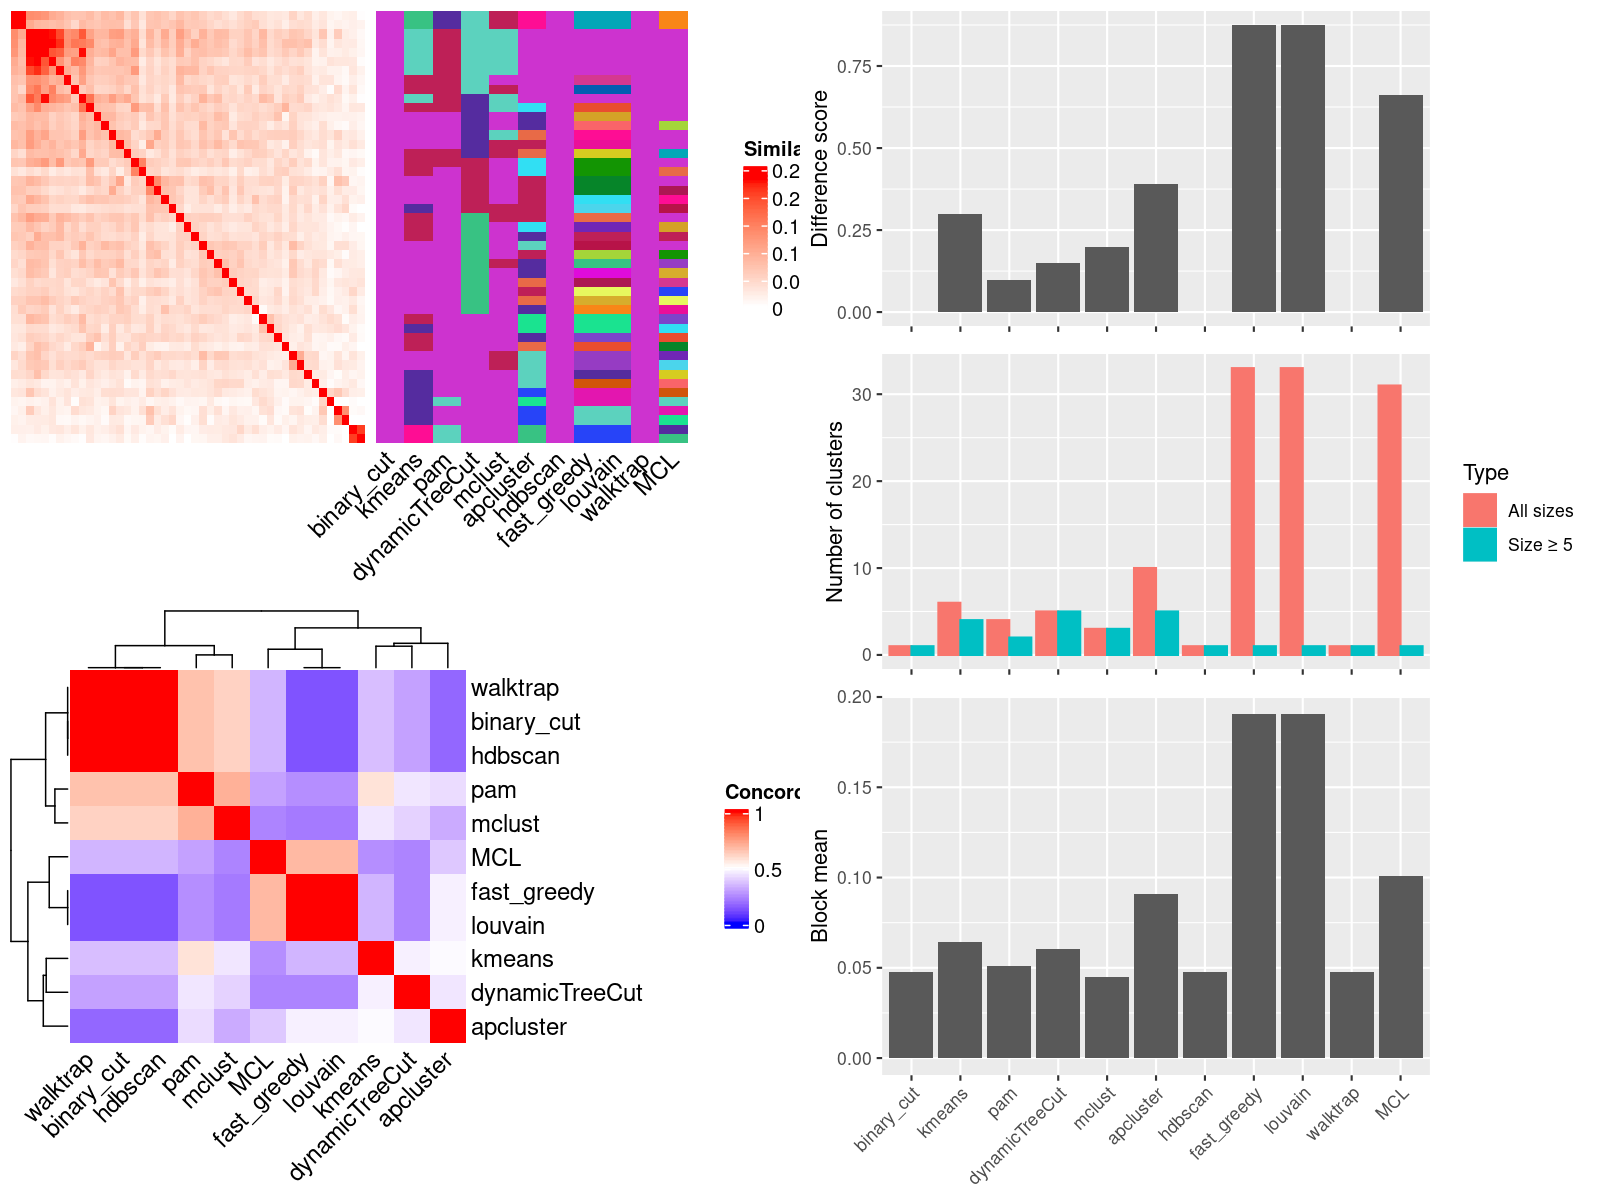 Simila
0.2
0.2
0.1
0.1
0.0
0
binary_cut
kmeans
pam
dynamicTreeCut
mclust
apcluster
hdbscan
fast_greedy
louvain
walktrap
MCL
Difference score
0.75
0.50
0.25
0.00
Number of clusters
30
20
10
0
Type
All sizes
Size ≥ 5
Block mean
0.20
0.15
0.10
0.05
0.00
binary_cut
kmeans
pam
dynamicTreeCut
mclust
apcluster
hdbscan
fast_greedy
louvain
walktrap
MCL
walktrap
binary_cut
hdbscan
pam
mclust
MCL
fast_greedy
louvain
kmeans
dynamicTreeCut
apcluster
walktrap
binary_cut
hdbscan
pam
mclust
MCL
fast_greedy
louvain
kmeans
dynamicTreeCut
apcluster
Concord
1
0.5
0